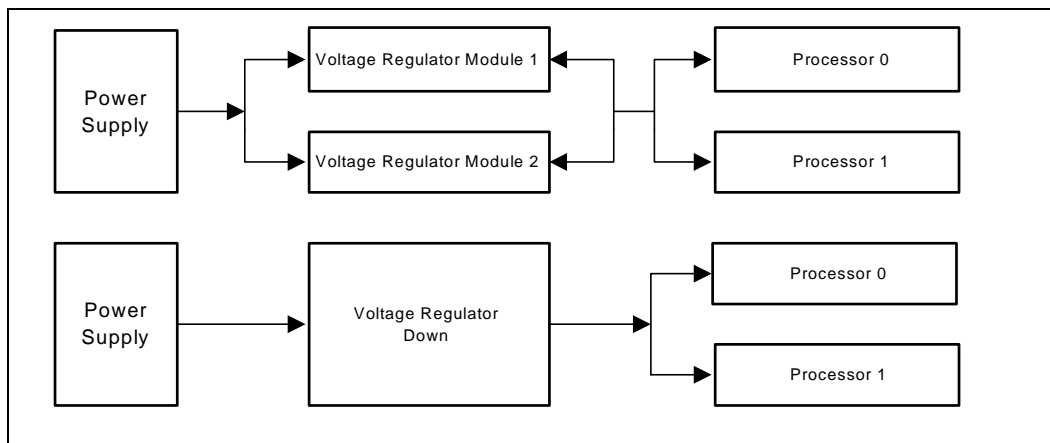 Power
Supply
Voltage Regulator Module 1
Voltage Regulator Module 2
Processor 0
Processor 1
Power
Supply
Voltage Regulator
Down
Processor 0
Processor 1